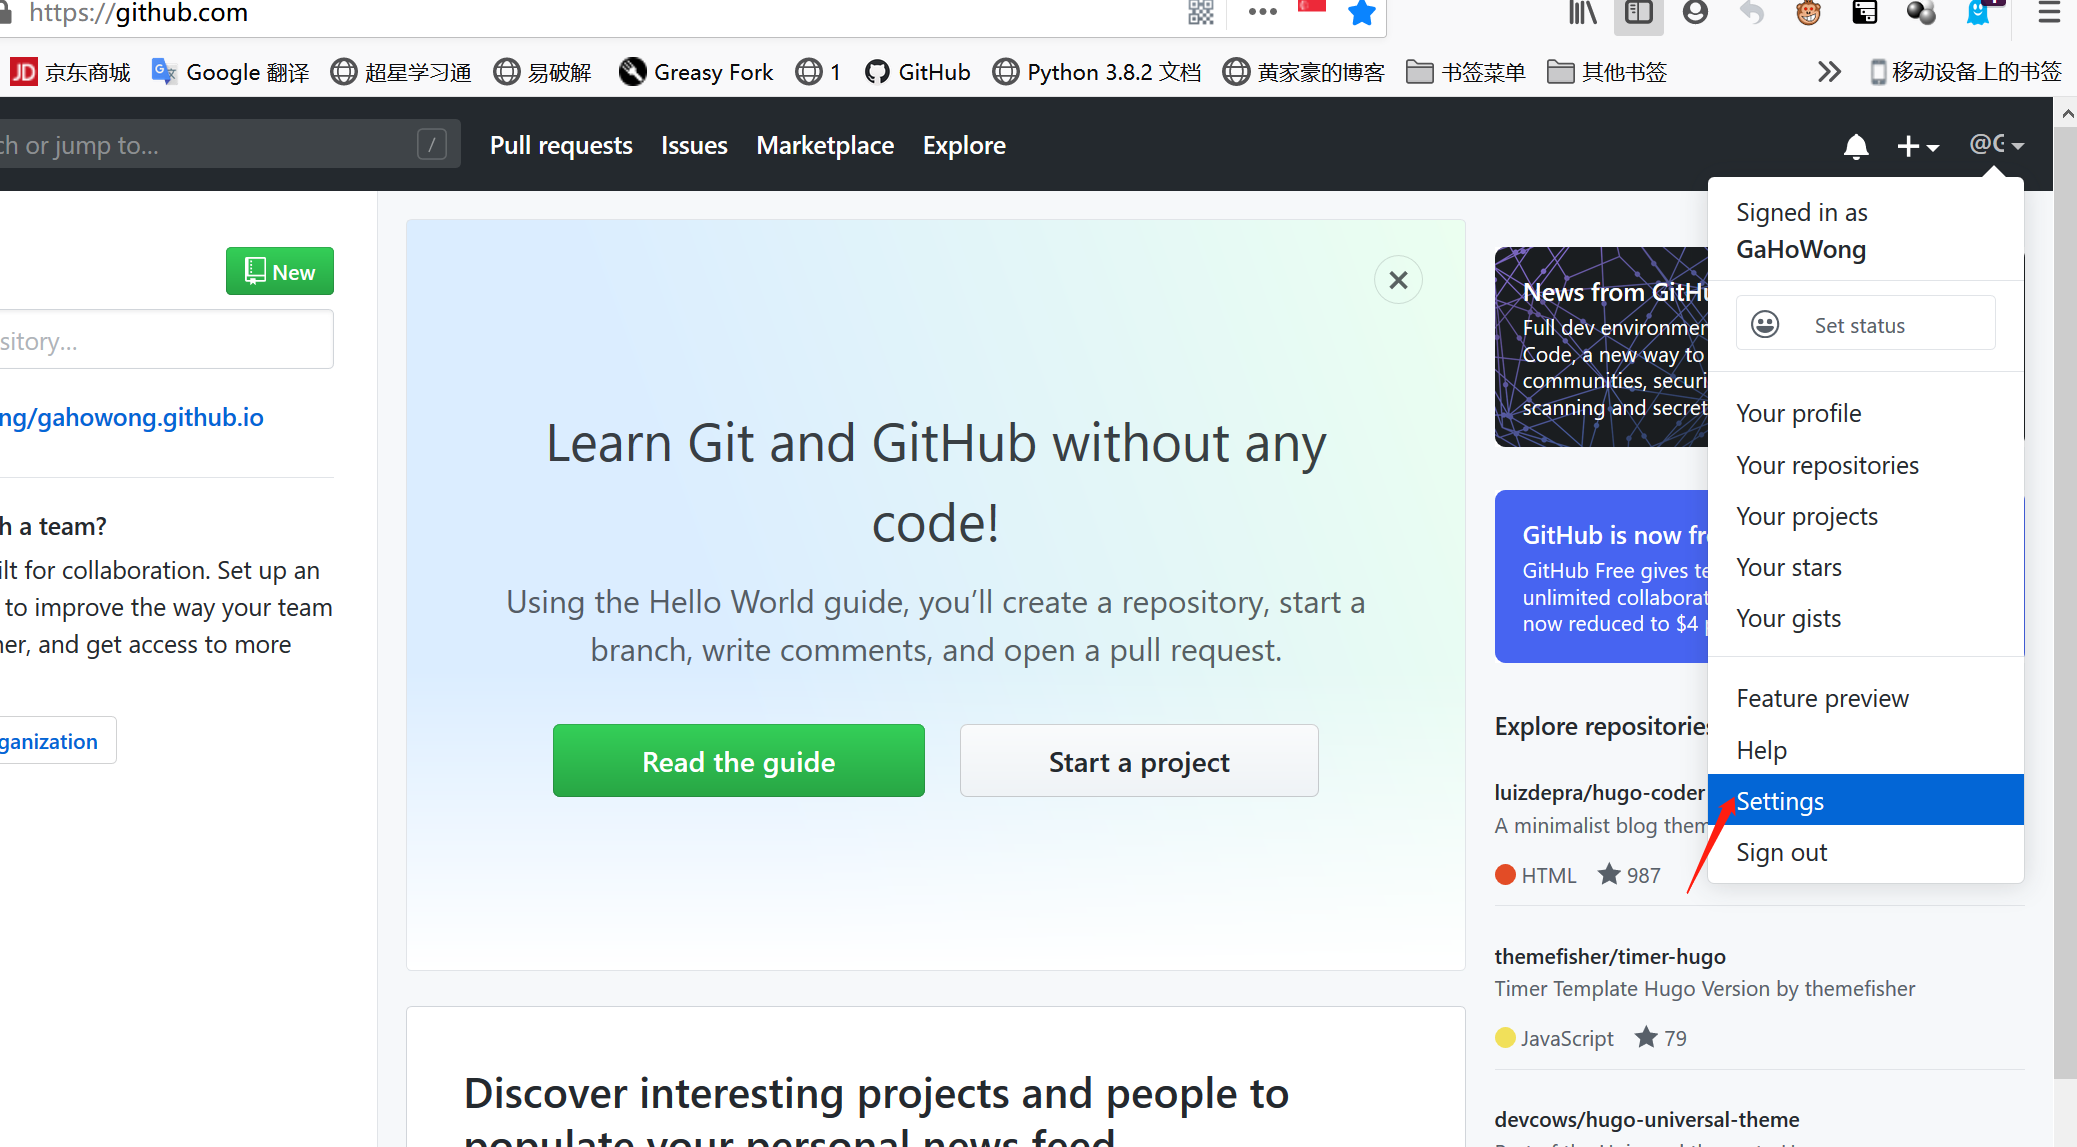 https://github.com
JD 京东商城 Google 翻译 超星学习通 易破解 Greasy Fork 1 GitHub Python 3.8.2 文档 黄家豪的博客 书签菜单 其他书签 移动设备上的书签
ch or jump to... / Pull requests Issues Marketplace Explore @G
New
sitory...
ng/gahowong.github.io
h a team?
ilt for collaboration. Set up an
to improve the way your team
her, and get access to more
ganization
Learn Git and GitHub without any
code!
Using the Hello World guide, you’ll create a repository, start a
branch, write comments, and open a pull request.
Read the guide Start a project
Discover interesting projects and people to
populate your personal news feed
News from GitHu
Full dev environmen
Code, a new way to
communities, securi
scanning and secret
GitHub is now fr
GitHub Free gives te
unlimited collaborat
now reduced to $4 p
Explore repositories
luizdepra/hugo-coder
A minimalist blog them
HTML 987
themefisher/timer-hugo
Timer Template Hugo Version by themefisher
JavaScript 79
devcows/hugo-universal-theme
Signed in as
GaHoWong
Set status
Your profile
Your repositories
Your projects
Your stars
Your gists
Feature preview
Help
Settings
Sign out